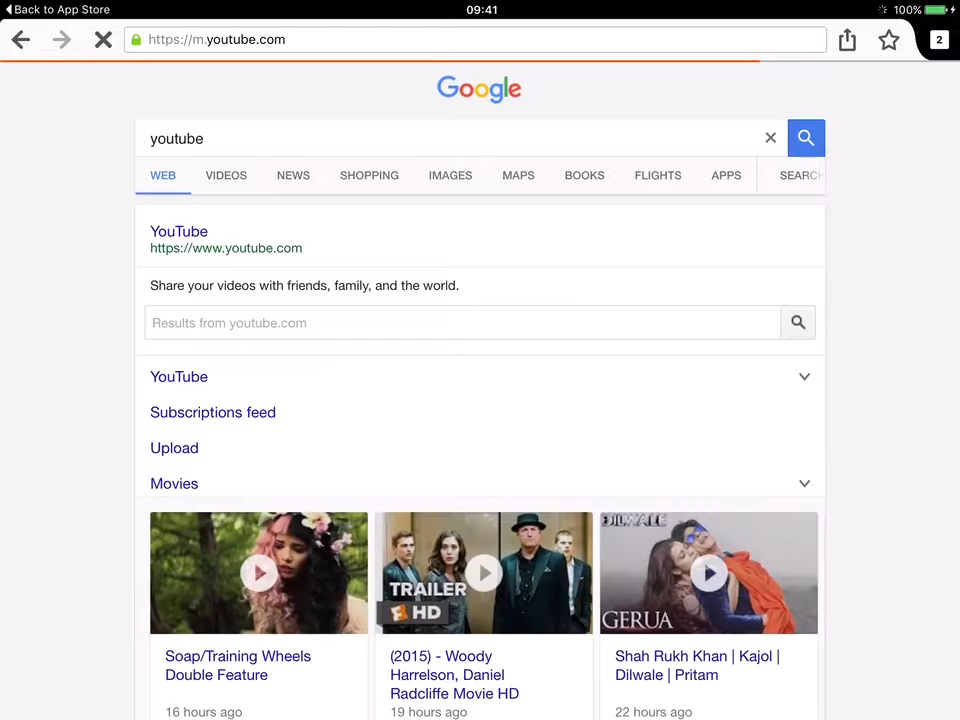 Back to App Store
09:41
100%
https://m.youtube.com
2
Google
youtube
WEB VIDEOS NEWS SHOPPING IMAGES MAPS BOOKS FLIGHTS APPS SEARCH
YouTube
https://www.youtube.com
Share your videos with friends, family, and the world.
Results from youtube.com
YouTube
Subscriptions feed
Upload
Movies
TRAILER
HD
DILWALE
GERUA
Soap/Training Wheels
Double Feature
16 hours ago
(2015) - Woody
Harrelson, Daniel
Radcliffe Movie HD
19 hours ago
Shah Rukh Khan | Kajol |
Dilwale | Pritam
22 hours ago